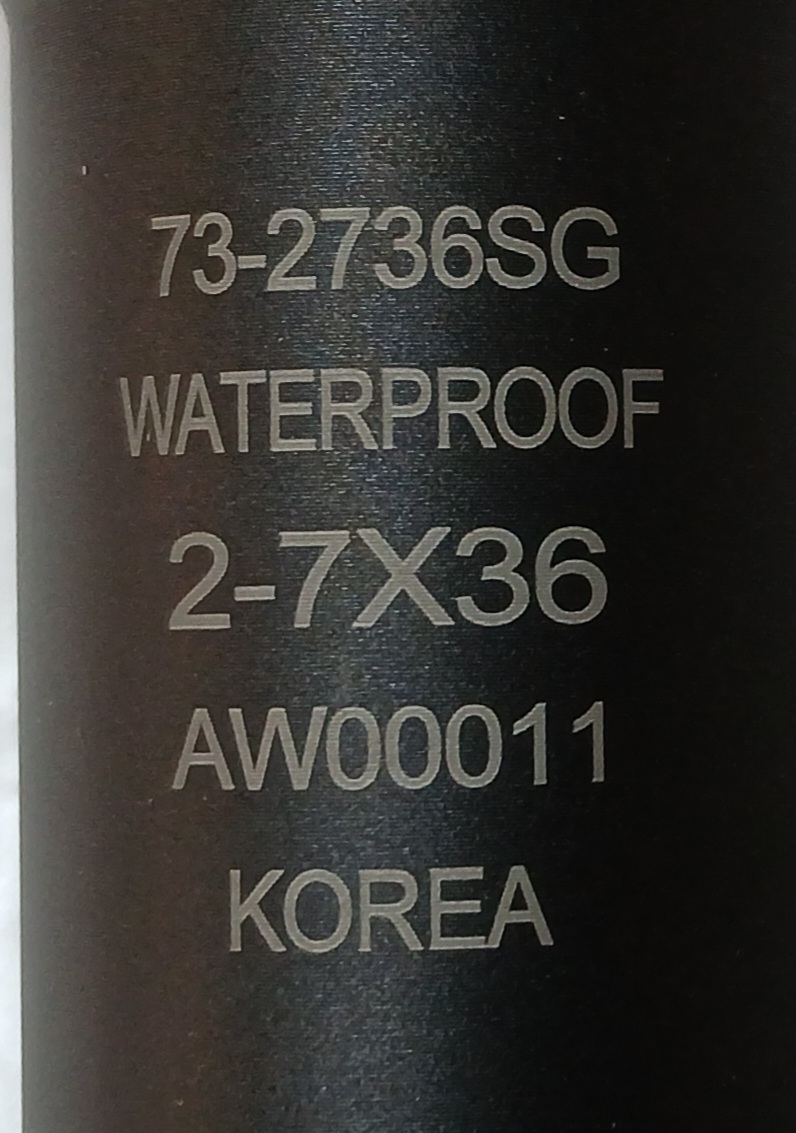 73-2736SG
WATERPROOF
2-7X36
AW00011
KOREA